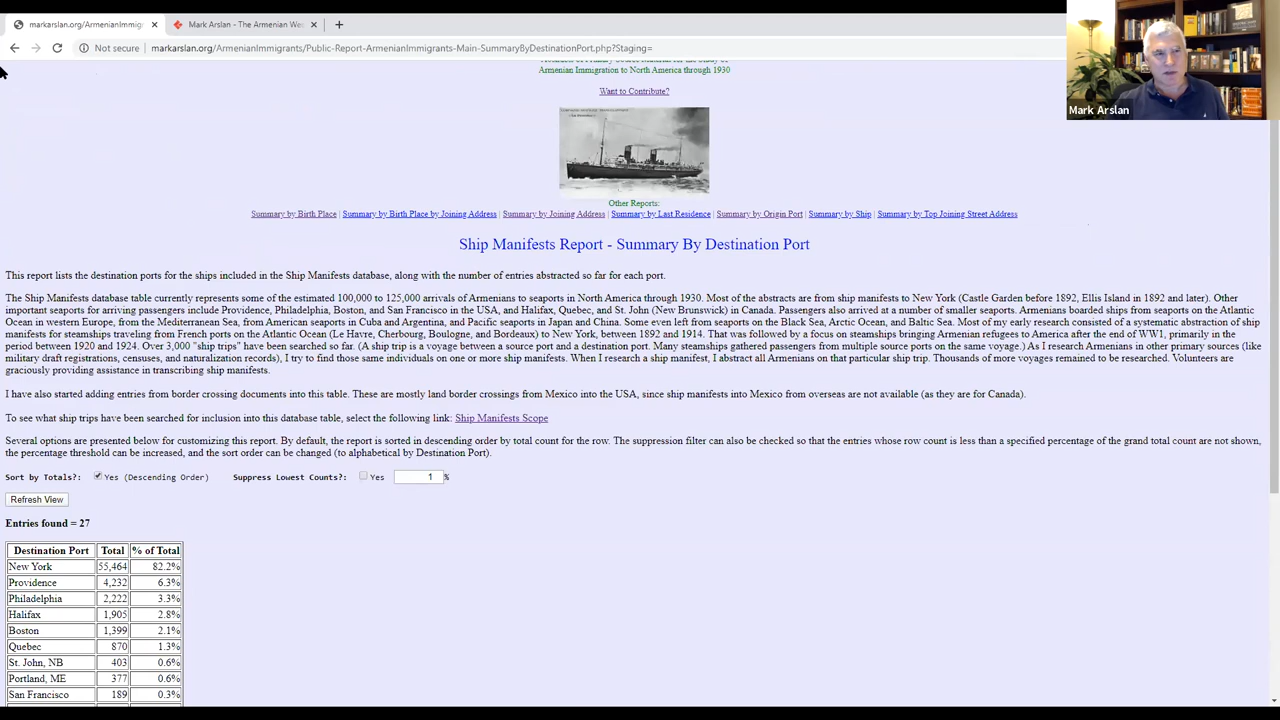 markarslan.org/ArmenianImmig
Mark Arslan - The Armenian We
Not secure
markarslan.org/ArmenianImmigrants/Public-Report-ArmenianImmigrants-Main-SummaryByDestinationPort.php?Staging=
Mark Arslan
Armenian Immigration to North America through 1930
Want to Contribute?
Other Reports:
Summary by Birth Place | Summary by Birth Place by Joining Address | Summary by Joining Address | Summary by Last Residence | Summary by Origin Port | Summary by Ship | Summary by Top Joining Street Address
Ship Manifests Report - Summary By Destination Port
This report lists the destination ports for the ships included in the Ship Manifests database, along with the number of entries abstracted so far for each port.
The Ship Manifests database table currently represents some of the estimated 100,000 to 125,000 arrivals of Armenians to seaports in North America through 1930. Most of the abstracts are from ship manifests to New York (Castle Garden before 1892, Ellis Island in 1892 and later). Other
important seaports for arriving passengers include Providence, Philadelphia, Boston, and San Francisco in the USA, and Halifax, Quebec, and St. John (New Brunswick) in Canada. Passengers also arrived at a number of smaller seaports. Armenians boarded ships from seaports on the Atlantic
Ocean in western Europe, from the Mediterranean Sea, from American seaports in Cuba and Argentina, and Pacific seaports in Japan and China. Some even left from seaports on the Black Sea, Arctic Ocean, and Baltic Sea. Most of my early research consisted of a systematic abstraction of ship
manifests for steamships traveling from French ports on the Atlantic Ocean (Le Havre, Cherbourg, Boulogne, and Bordeaux) to New York, between 1892 and 1914. That was followed by a focus on steamships bringing Armenian refugees to America after the end of WW1, primarily in the
period between 1920 and 1924. Over 3,000 "ship trips" have been searched so far. (A ship trip is a voyage between a source port and a destination port. Many steamships gathered passengers from multiple source ports on the same voyage.) As I research Armenians in other primary sources (like
military draft registrations, censuses, and naturalization records), I try to find those same individuals on one or more ship manifests. When I research a ship manifest, I abstract all Armenians on that particular ship trip. Thousands of more voyages remained to be researched. Volunteers are
graciously providing assistance in transcribing ship manifests.
I have also started adding entries from border crossing documents into this table. These are mostly land border crossings from Mexico into the USA, since ship manifests into Mexico from overseas are not available (as they are for Canada).
To see what ship trips have been searched for inclusion into this database table, select the following link: Ship Manifests Scope
Several options are presented below for customizing this report. By default, the report is sorted in descending order by total count for the row. The suppression filter can also be checked so that the entries whose row count is less than a specified percentage of the grand total count are not shown,
the percentage threshold can be increased, and the sort order can be changed (to alphabetical by Destination Port).
Sort by Totals?: Yes (Descending Order) Suppress Lowest Counts?: Yes 1 %
Refresh View
Entries found = 27
Destination Port Total % of Total
New York 55,464 82.2%
Providence 4,232 6.3%
Philadelphia 2,222 3.3%
Halifax 1,905 2.8%
Boston 1,399 2.1%
Quebec 870 1.3%
St. John, NB 403 0.6%
Portland, ME 377 0.6%
San Francisco 189 0.3%